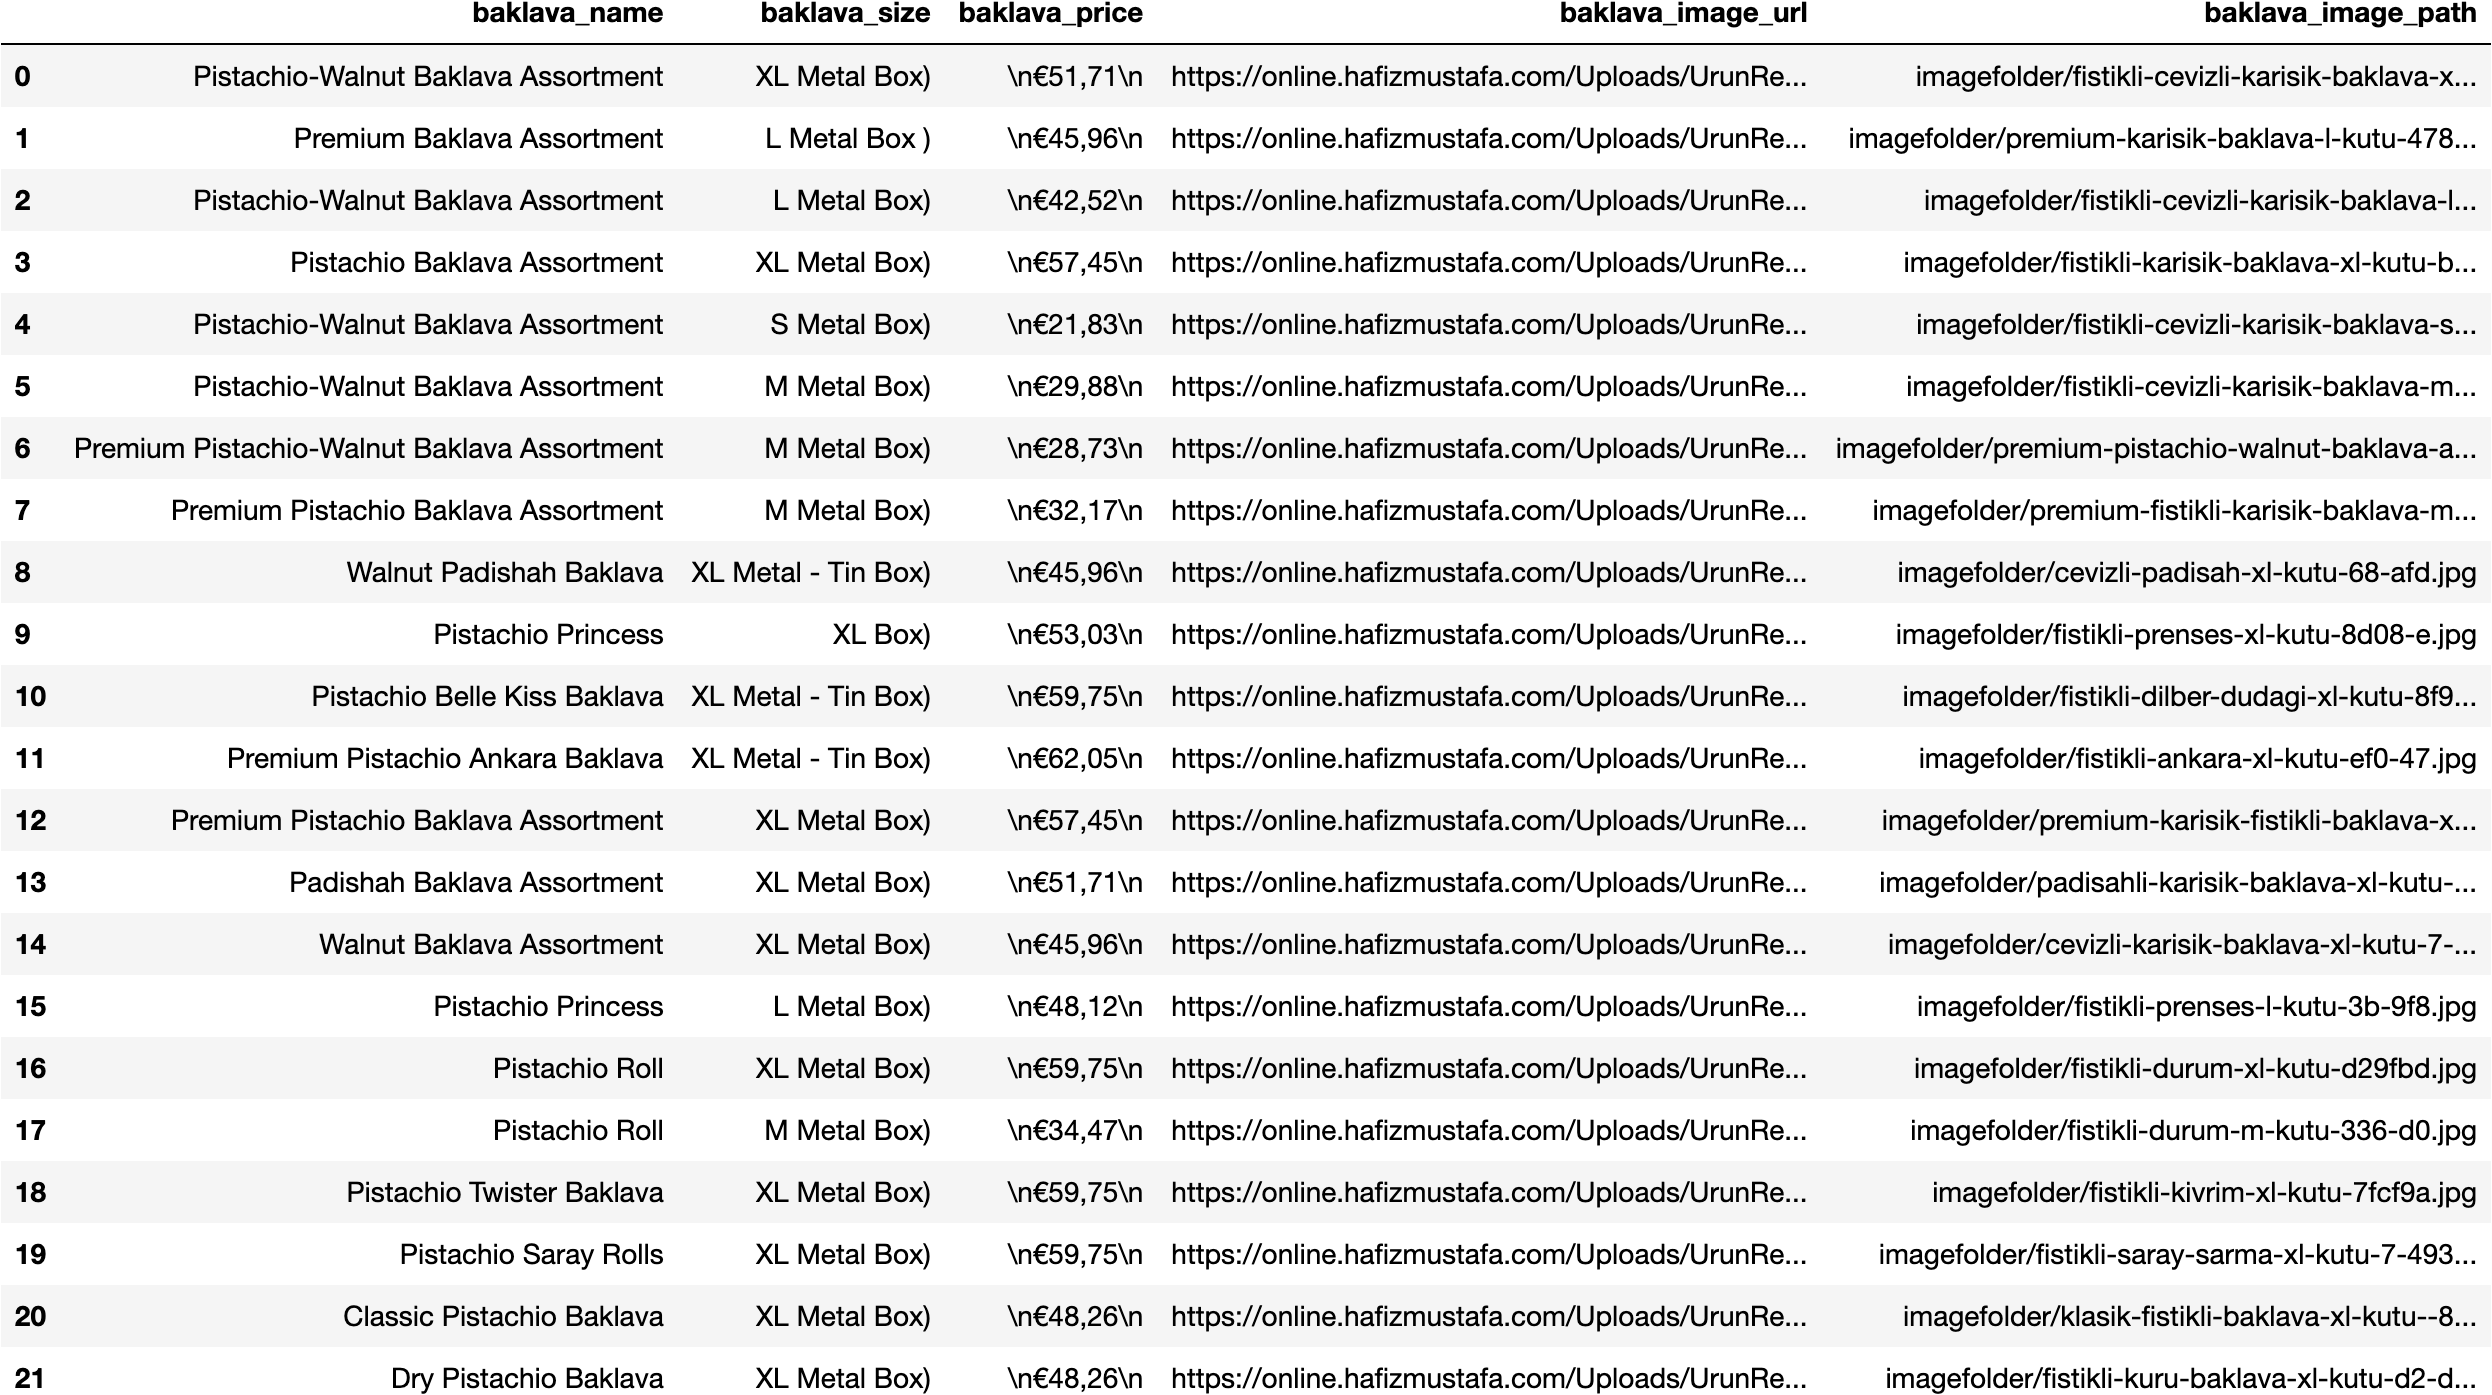 baklava_name baklava_size baklava_price baklava_image_url baklava_image_path
0 Pistachio-Walnut Baklava Assortment XL Metal Box) \n€51,71\n https://online.hafizmustafa.com/Uploads/UrunRe... imagefolder/fistikli-cevizli-karisik-baklava-x...
1 Premium Baklava Assortment L Metal Box ) \n€45,96\n https://online.hafizmustafa.com/Uploads/UrunRe... imagefolder/premium-karisik-baklava-l-kutu-478...
2 Pistachio-Walnut Baklava Assortment L Metal Box) \n€42,52\n https://online.hafizmustafa.com/Uploads/UrunRe... imagefolder/fistikli-cevizli-karisik-baklava-l...
3 Pistachio Baklava Assortment XL Metal Box) \n€57,45\n https://online.hafizmustafa.com/Uploads/UrunRe... imagefolder/fistikli-karisik-baklava-xl-kutu-b...
4 Pistachio-Walnut Baklava Assortment S Metal Box) \n€21,83\n https://online.hafizmustafa.com/Uploads/UrunRe... imagefolder/fistikli-cevizli-karisik-baklava-s...
5 Pistachio-Walnut Baklava Assortment M Metal Box) \n€29,88\n https://online.hafizmustafa.com/Uploads/UrunRe... imagefolder/fistikli-cevizli-karisik-baklava-m...
6 Premium Pistachio-Walnut Baklava Assortment M Metal Box) \n€28,73\n https://online.hafizmustafa.com/Uploads/UrunRe... imagefolder/premium-pistachio-walnut-baklava-a...
7 Premium Pistachio Baklava Assortment M Metal Box) \n€32,17\n https://online.hafizmustafa.com/Uploads/UrunRe... imagefolder/premium-fistikli-karisik-baklava-m...
8 Walnut Padishah Baklava XL Metal - Tin Box) \n€45,96\n https://online.hafizmustafa.com/Uploads/UrunRe... imagefolder/cevizli-padisah-xl-kutu-68-afd.jpg
9 Pistachio Princess XL Box) \n€53,03\n https://online.hafizmustafa.com/Uploads/UrunRe... imagefolder/fistikli-prenses-xl-kutu-8d08-e.jpg
10 Pistachio Belle Kiss Baklava XL Metal - Tin Box) \n€59,75\n https://online.hafizmustafa.com/Uploads/UrunRe... imagefolder/fistikli-dilber-dudagi-xl-kutu-8f9...
11 Premium Pistachio Ankara Baklava XL Metal - Tin Box) \n€62,05\n https://online.hafizmustafa.com/Uploads/UrunRe... imagefolder/fistikli-ankara-xl-kutu-ef0-47.jpg
12 Premium Pistachio Baklava Assortment XL Metal Box) \n€57,45\n https://online.hafizmustafa.com/Uploads/UrunRe... imagefolder/premium-karisik-fistikli-baklava-x...
13 Padishah Baklava Assortment XL Metal Box) \n€51,71\n https://online.hafizmustafa.com/Uploads/UrunRe... imagefolder/padisahli-karisik-baklava-xl-kutu-...
14 Walnut Baklava Assortment XL Metal Box) \n€45,96\n https://online.hafizmustafa.com/Uploads/UrunRe... imagefolder/cevizli-karisik-baklava-xl-kutu-7-...
15 Pistachio Princess L Metal Box) \n€48,12\n https://online.hafizmustafa.com/Uploads/UrunRe... imagefolder/fistikli-prenses-l-kutu-3b-9f8.jpg
16 Pistachio Roll XL Metal Box) \n€59,75\n https://online.hafizmustafa.com/Uploads/UrunRe... imagefolder/fistikli-durum-xl-kutu-d29fbd.jpg
17 Pistachio Roll M Metal Box) \n€34,47\n https://online.hafizmustafa.com/Uploads/UrunRe... imagefolder/fistikli-durum-m-kutu-336-d0.jpg
18 Pistachio Twister Baklava XL Metal Box) \n€59,75\n https://online.hafizmustafa.com/Uploads/UrunRe... imagefolder/fistikli-kivrim-xl-kutu-7fcf9a.jpg
19 Pistachio Saray Rolls XL Metal Box) \n€59,75\n https://online.hafizmustafa.com/Uploads/UrunRe... imagefolder/fistikli-saray-sarma-xl-kutu-7-493...
20 Classic Pistachio Baklava XL Metal Box) \n€48,26\n https://online.hafizmustafa.com/Uploads/UrunRe... imagefolder/klasik-fistikli-baklava-xl-kutu--8...
21 Dry Pistachio Baklava XL Metal Box) \n€48,26\n https://online.hafizmustafa.com/Uploads/UrunRe... imagefolder/fistikli-kuru-baklava-xl-kutu-d2-d...